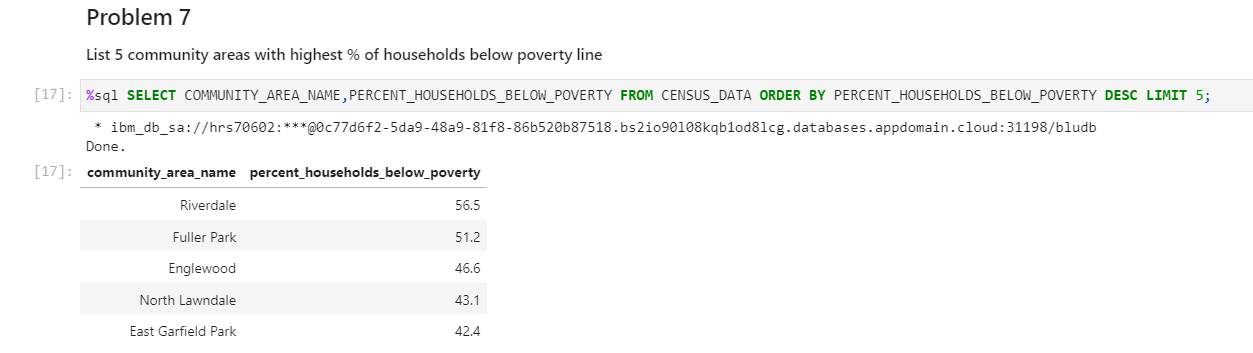 Problem 7
List 5 community areas with highest % of households below poverty line
[17]: %sql SELECT COMMUNITY_AREA_NAME,PERCENT_HOUSEHOLDS_BELOW_POVERTY FROM CENSUS_DATA ORDER BY PERCENT_HOUSEHOLDS_BELOW_POVERTY DESC LIMIT 5;
* ibm_db_sa://hrs70602:***@0c77d6f2-5da9-48a9-81f8-86b520b87518.bs2io90l08kqb1od8lcg.databases.appdomain.cloud:31198/bludb
Done.
[17]: community_area_name percent_households_below_poverty
Riverdale 56.5
Fuller Park 51.2
Englewood 46.6
North Lawndale 43.1
East Garfield Park 42.4